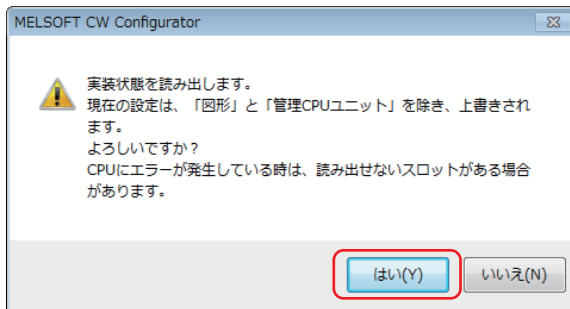 MELSOFT CW Configurator
実装状態を読み出します。
現在の設定は、「図形」と「管理CPUユニット」を除き、上書きされ
ます。
よろしいですか？
CPUにエラーが発生している時は、読み出せないスロットがある場合
があります。
はい(Y)
いいえ(N)